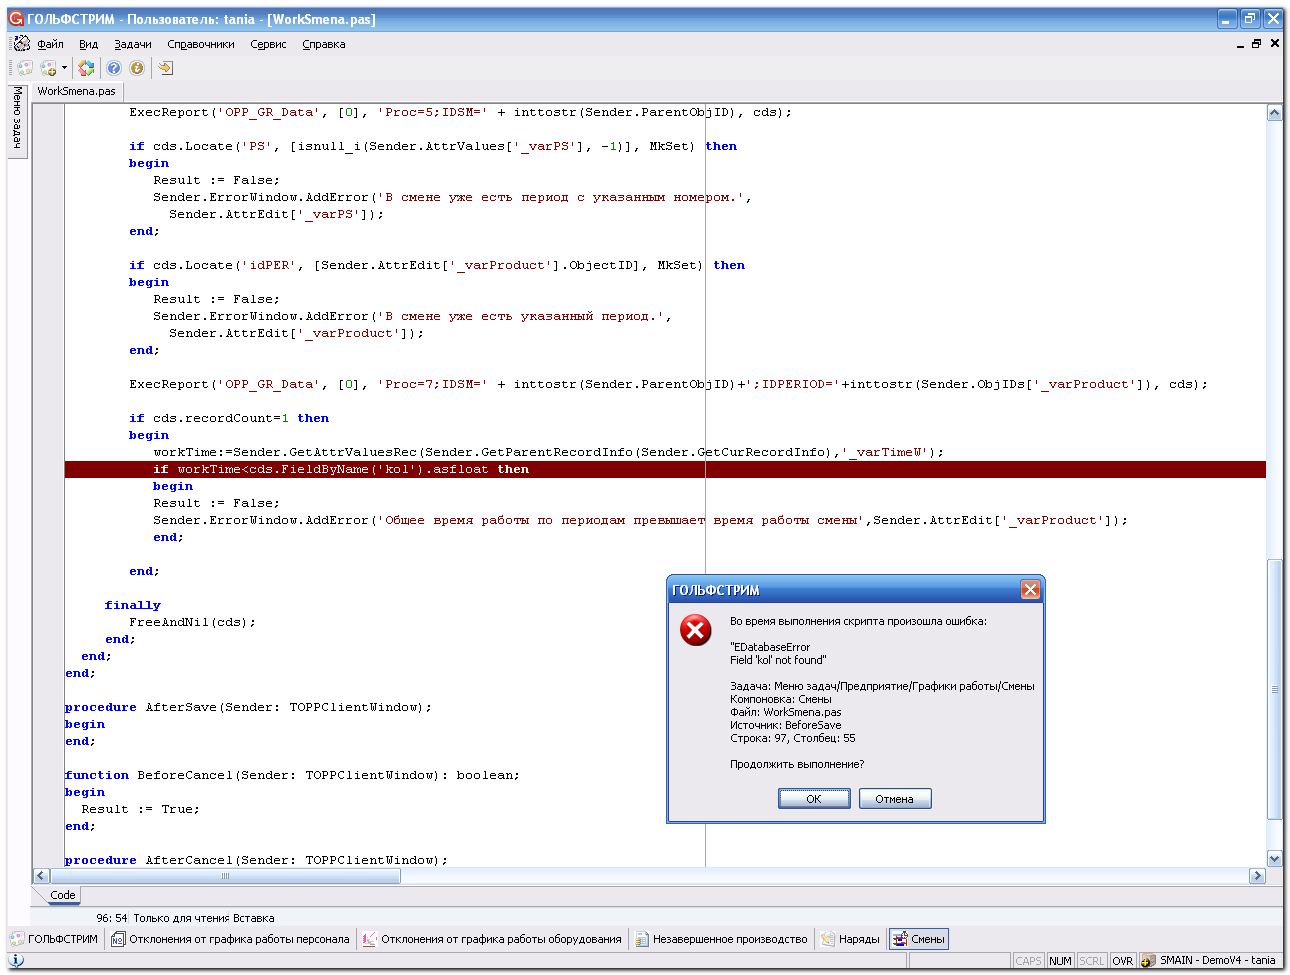 ГОЛЬФСТРИМ - Пользователь: tania - [WorkSmena.pas]
Файл Вид Задачи Справочники Сервис Справка
Меню задач
WorkSmena.pas
ExecReport('OPP_GR_Data', [0], 'Proc=5;IDSM=' + inttostr(Sender.ParentObjID), cds);
if cds.Locate('PS', [isnull_i(Sender.AttrValues['_varPS'], -1)], MkSet) then
begin
Result := False;
Sender.ErrorWindow.AddError('В смене уже есть период с указанным номером.',
Sender.AttrEdit['_varPS']);
end;
if cds.Locate('idPER', [Sender.AttrEdit['_varProduct'].ObjectID], MkSet) then
begin
Result := False;
Sender.ErrorWindow.AddError('В смене уже есть указанный период.',
Sender.AttrEdit['_varProduct']);
end;
ExecReport('OPP_GR_Data', [0], 'Proc=7;IDSM=' + inttostr(Sender.ParentObjID)+';IDPERIOD='+inttostr(Sender.ObjIDs['_varProduct']), cds);
if cds.recordCount=1 then
begin
workTime:=Sender.GetAttrValuesRec(Sender.GetParentRecordInfo(Sender.GetCurRecordInfo),'_varTimeW');
if workTime<cds.FieldByName('kol').asfloat then
begin
Result := False;
Sender.ErrorWindow.AddError('Общее время работы по периодам превышает время работы смены',Sender.AttrEdit['_varProduct']);
end;
end;
finally
FreeAndNil(cds);
end;
end;
end;
procedure AfterSave(Sender: TOPPClientWindow);
begin
end;
function BeforeCancel(Sender: TOPPClientWindow): boolean;
begin
Result := True;
end;
procedure AfterCancel(Sender: TOPPClientWindow);
ГОЛЬФСТРИМ
Во время выполнения скрипта произошла ошибка:
"EDatabaseError
Field 'kol' not found"
Задача: Меню задач/Предприятие/Графики работы/Смены
Компоновка: Смены
Файл: WorkSmena.pas
Источник: BeforeSave
Строка: 97, Столбец: 55
Продолжить выполнение?
OK Отмена
Code
96: 54 Только для чтения Вставка
ГОЛЬФСТРИМ Отклонения от графика работы персонала Отклонения от графика работы оборудования Незавершенное производство Наряды Смены
CAPS NUM SCRL OVR SMAIN - DemoV4 - tania